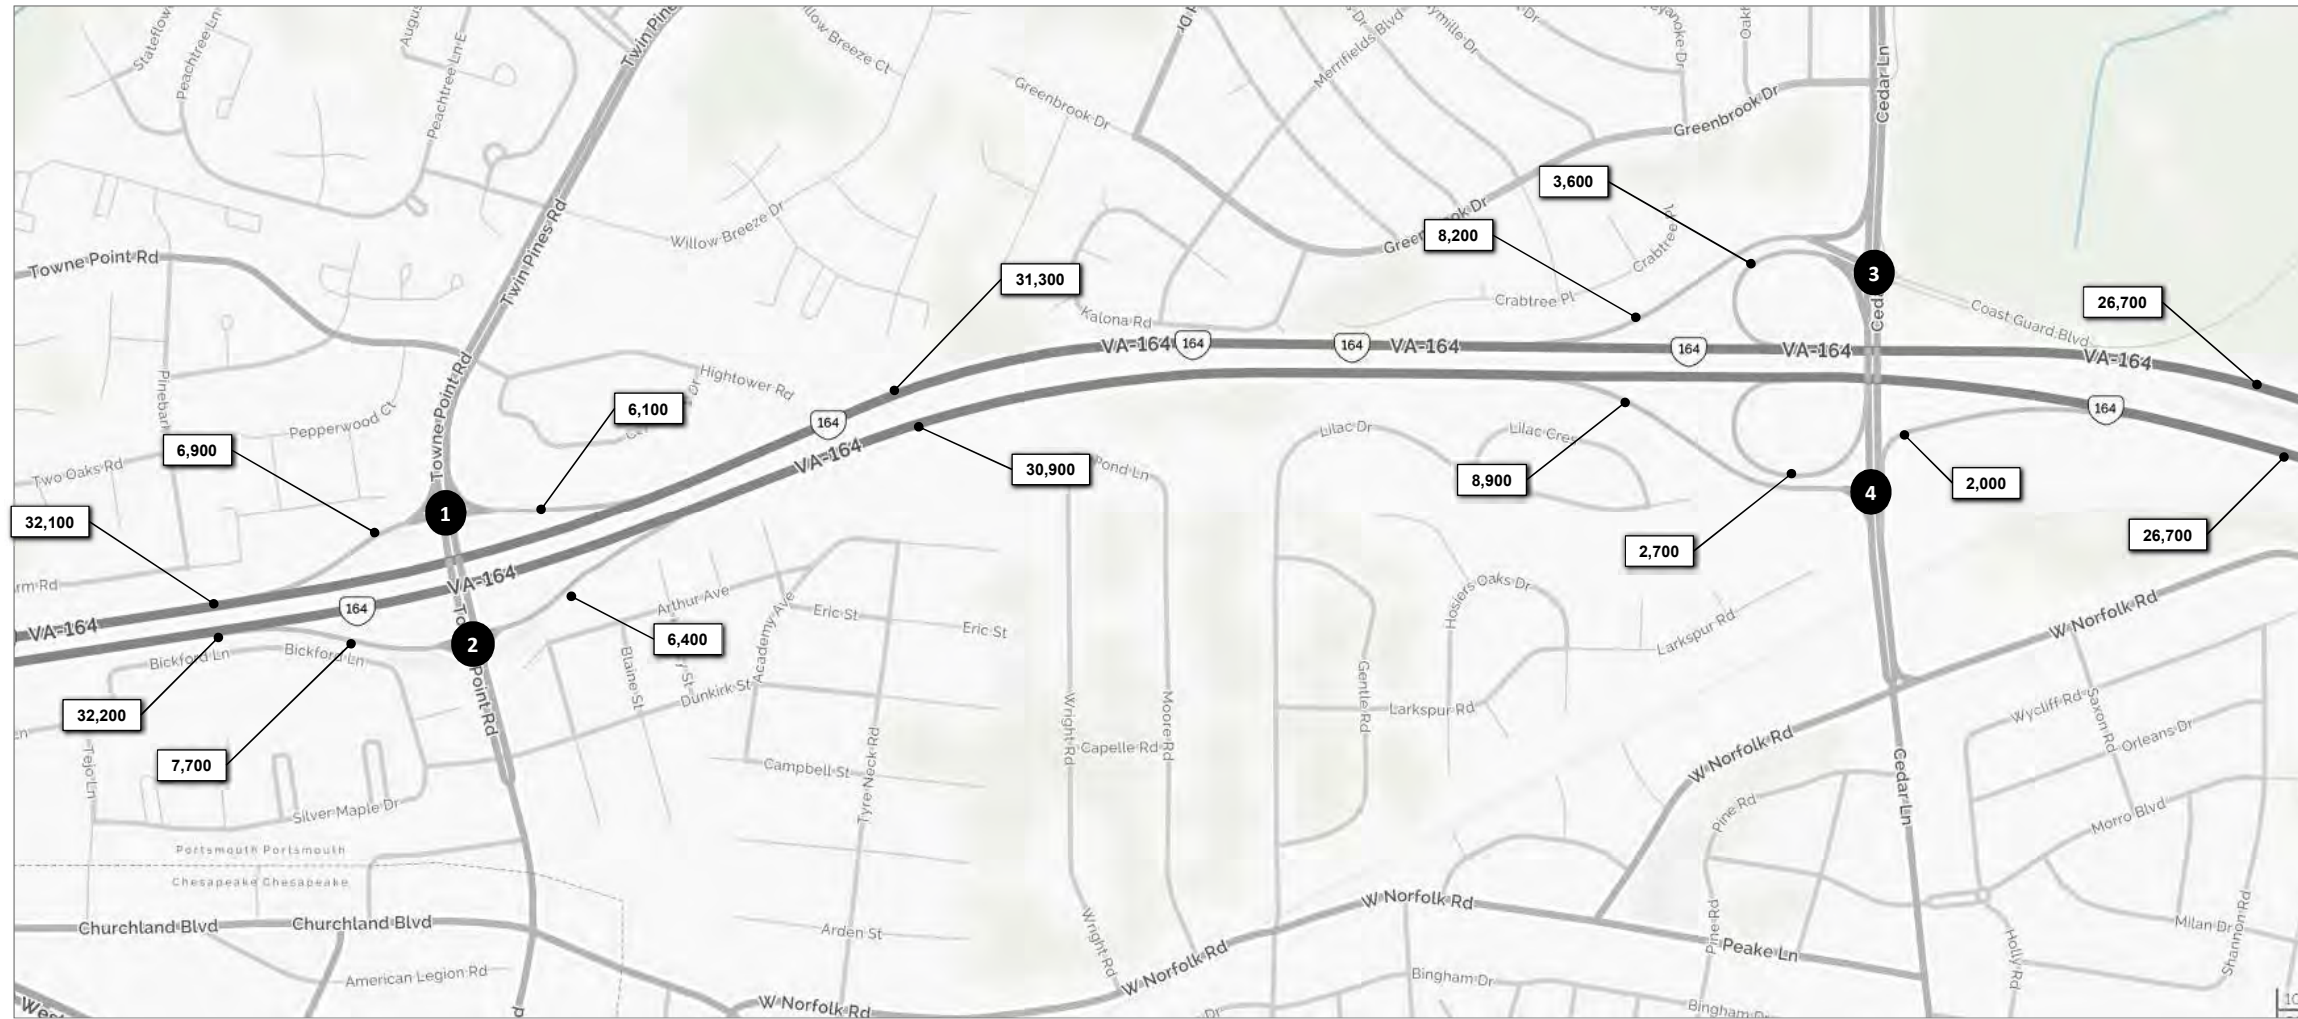 Twin Pines Rd
Willow Breeze Ct
Peachtree Ln E
Peachtree Ln
Merrifields Blvd
Greenbrook Dr
Greenbrook Dr
Cedar Ln
3,600
8,200
Willow Breeze Dr
Twin Pines Rd
Towne Point Rd
31,300
Kalona Rd
Crabtree Pl
3
Coast Guard Blvd
26,700
VA-164
164
164
VA-164
164
VA-164
VA-164
Towne Point Rd
Hightower Rd
6,100
Pepperwood Ct
6,900
Two Oaks Rd
164
VA-164
164
Lilac Dr
30,900
8,900
2,000
4
32,100
1
2,700
26,700
VA-164
VA-164
164
Arthur Ave
Eric St
Eric St
Hosiers Oaks Dr
Larkspur Rd
W Norfolk Rd
Bickford Ln
Bickford Ln
2
Point Rd
6,400
Blaine St
Dunkirk St
Academy Ave
32,200
7,700
Wright Rd
Moore Rd
Gentle Rd
Larkspur Rd
Capelle Rd
Wycliff Rd
Saxon Rd
Orleans Dr
W Norfolk Rd
Tejo Ln
Silver Maple Dr
Campbell St
Tyre Neck Rd
Cedar Ln
Pine Rd
Morro Blvd
Portsmouth Portsmouth
Chesapeake Chesapeake
Churchland Blvd
Churchland Blvd
Arden St
American Legion Rd
W Norfolk Rd
Wright Rd
W Norfolk Rd
W Norfolk Rd
Pine Rd
Peake Ln
Bingham Dr
Holly Rd
Milan Dr
Shannon Rd